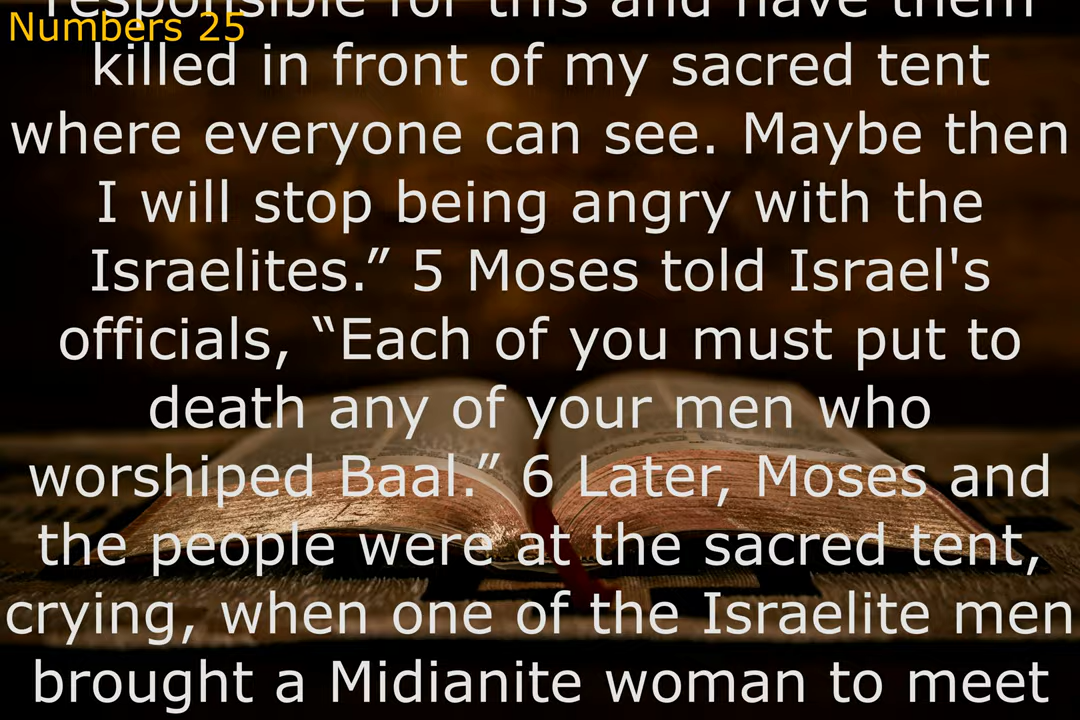 responsible for this and have them
Numbers 25
killed in front of my sacred tent
where everyone can see. Maybe then
I will stop being angry with the
Israelites.” 5 Moses told Israel's
officials, “Each of you must put to
death any of your men who
worshiped Baal.” 6 Later, Moses and
the people were at the sacred tent,
crying, when one of the Israelite men
brought a Midianite woman to meet